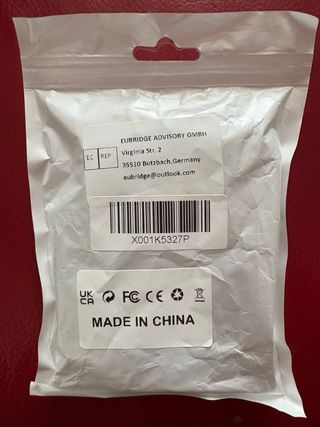 EUBRIDGE ADVISORY GMBH
EC REP
Virginia Str. 2
35510 Butzbach,Germany
eubridge@outlook.com
X001K5327P
UK
CA
FC CE
MADE IN CHINA